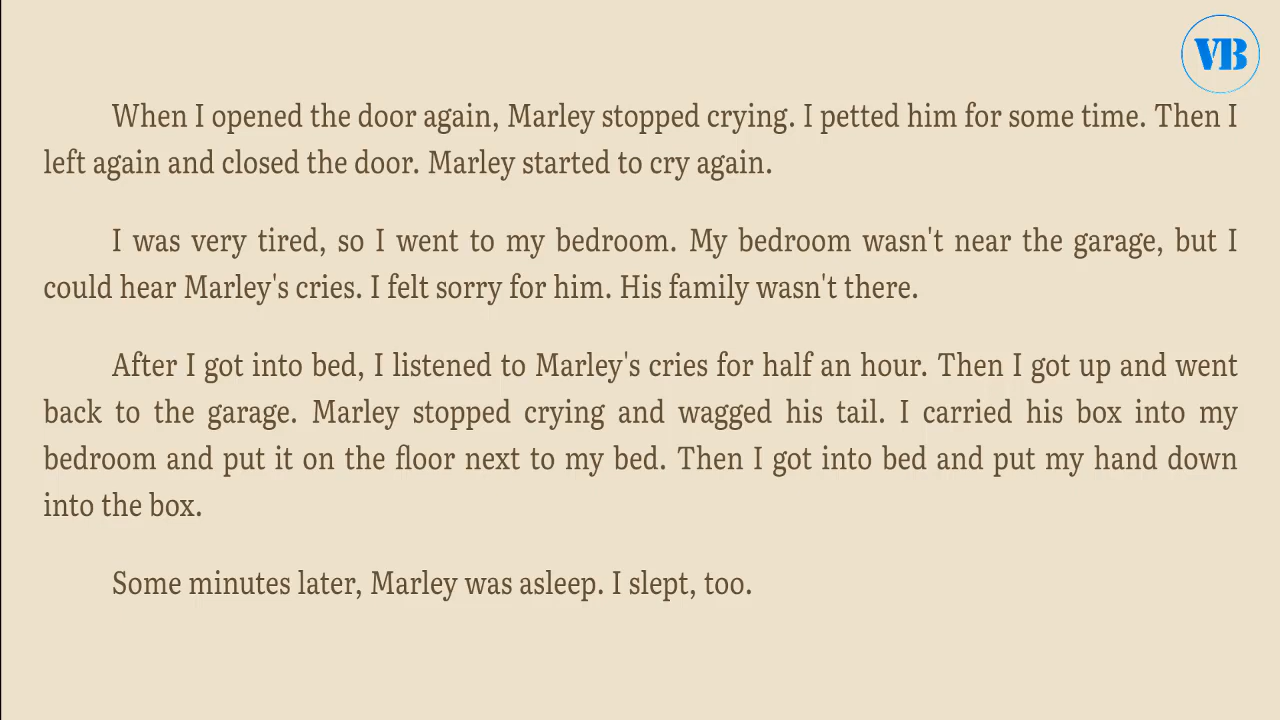 VB
When I opened the door again, Marley stopped crying. I petted him for some time. Then I
left again and closed the door. Marley started to cry again.
I was very tired, so I went to my bedroom. My bedroom wasn't near the garage, but I
could hear Marley's cries. I felt sorry for him. His family wasn't there.
After I got into bed, I listened to Marley's cries for half an hour. Then I got up and went
back to the garage. Marley stopped crying and wagged his tail. I carried his box into my
bedroom and put it on the floor next to my bed. Then I got into bed and put my hand down
into the box.
Some minutes later, Marley was asleep. I slept, too.